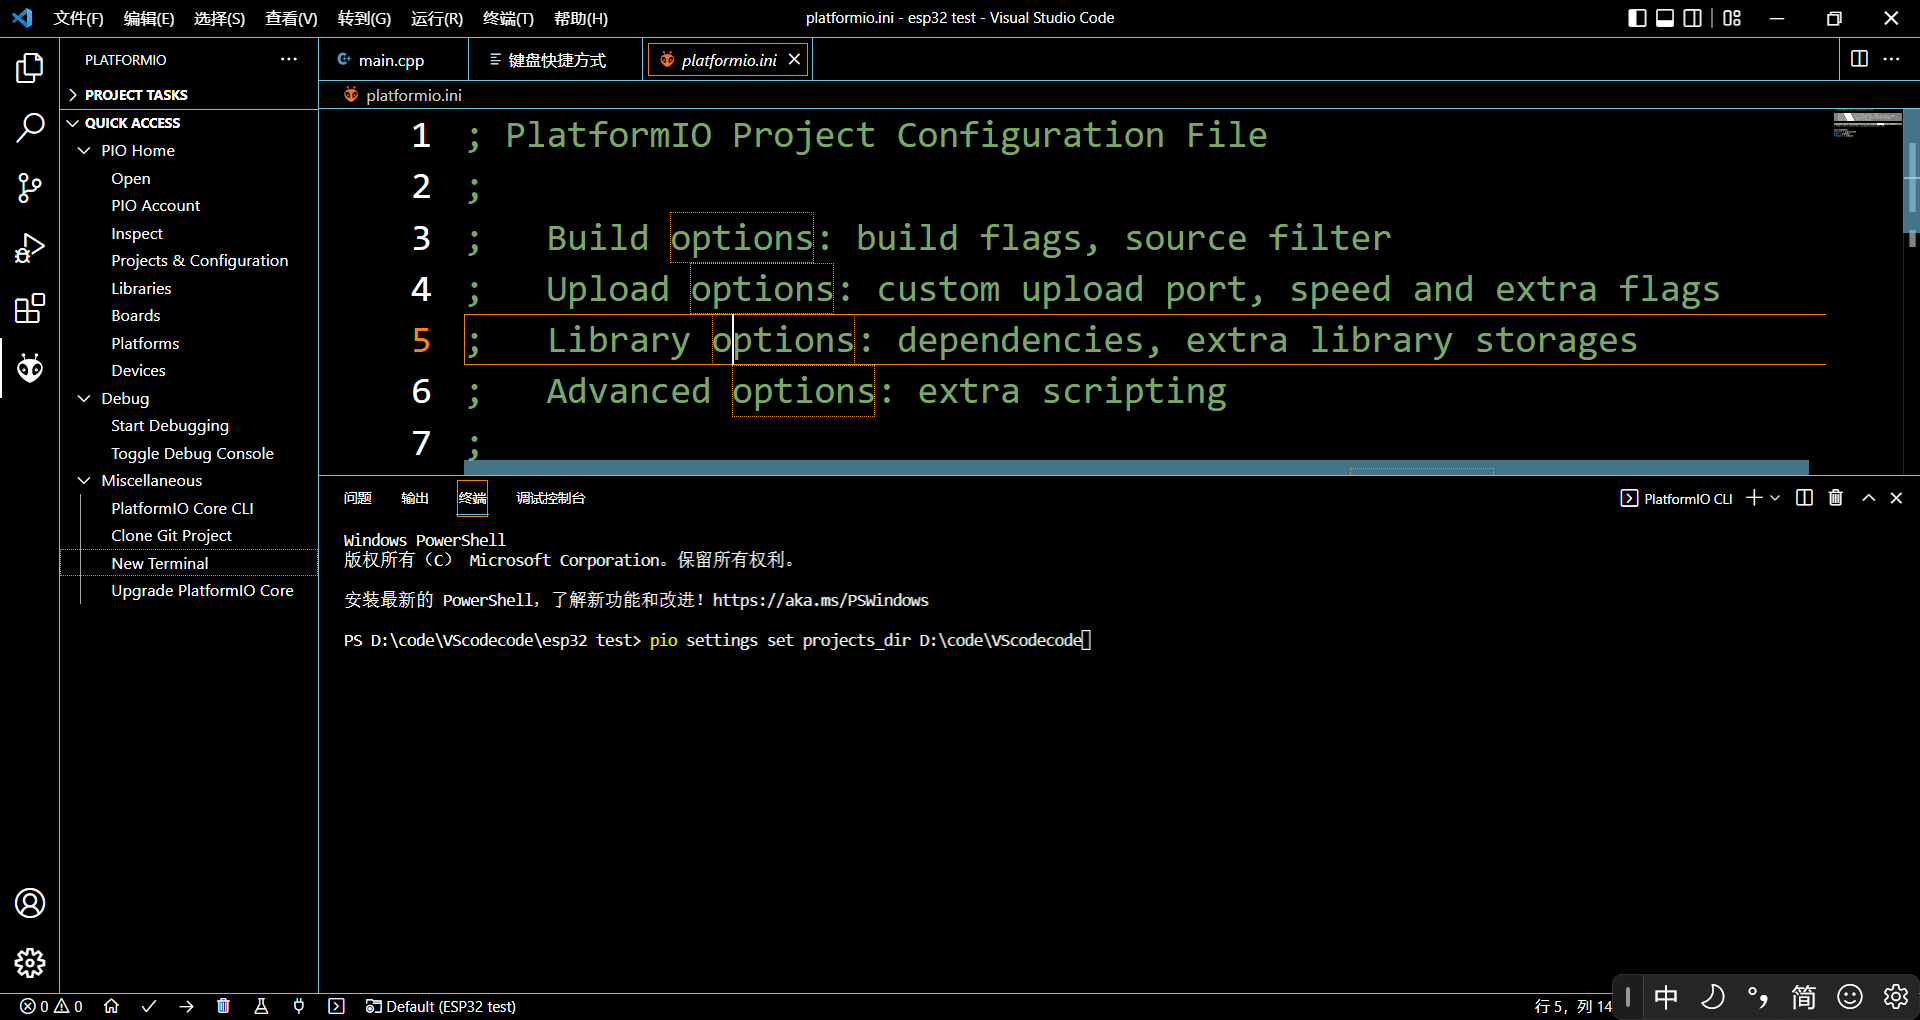 文件(F) 编辑(E) 选择(S) 查看(V) 转到(G) 运行(R) 终端(T) 帮助(H) platformio.ini - esp32 test - Visual Studio Code
PLATFORMIO
PROJECT TASKS
QUICK ACCESS
PIO Home
Open
PIO Account
Inspect
Projects & Configuration
Libraries
Boards
Platforms
Devices
Debug
Start Debugging
Toggle Debug Console
Miscellaneous
PlatformIO Core CLI
Clone Git Project
New Terminal
Upgrade PlatformIO Core
main.cpp 键盘快捷方式 platformio.ini
platformio.ini
1 ; PlatformIO Project Configuration File
2 ;
3 ;   Build options: build flags, source filter
4 ;   Upload options: custom upload port, speed and extra flags
5 ;   Library options: dependencies, extra library storages
6 ;   Advanced options: extra scripting
7 ;
问题 输出 终端 调试控制台 PlatformIO CLI
Windows PowerShell
版权所有（C） Microsoft Corporation。保留所有权利。
安装最新的 PowerShell，了解新功能和改进！https://aka.ms/PSWindows
PS D:\code\VScodecode\esp32 test> pio settings set projects_dir D:\code\VScodecode
0 0 Default (ESP32 test) 行 5，列 14
中 简